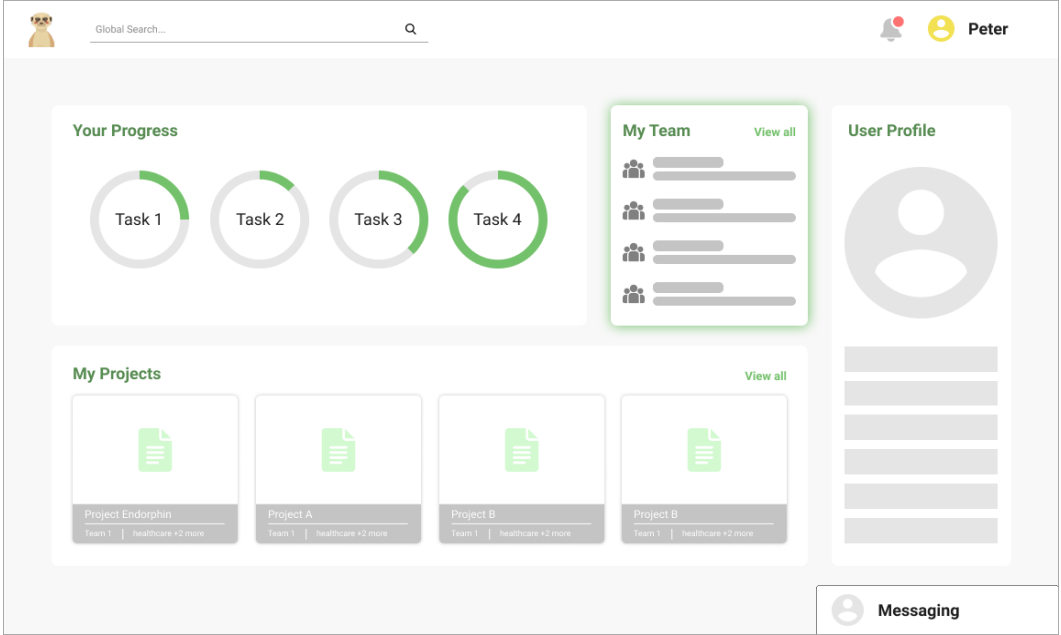 Global Search...
Peter
Your Progress
Task 1
Task 2
Task 3
Task 4
My Team
View all
User Profile
My Projects
View all
Project Endorphin
Team 1 | healthcare +2 more
Project A
Team 1 | healthcare +2 more
Project B
Team 1 | healthcare +2 more
Project B
Team 1 | healthcare +2 more
Messaging